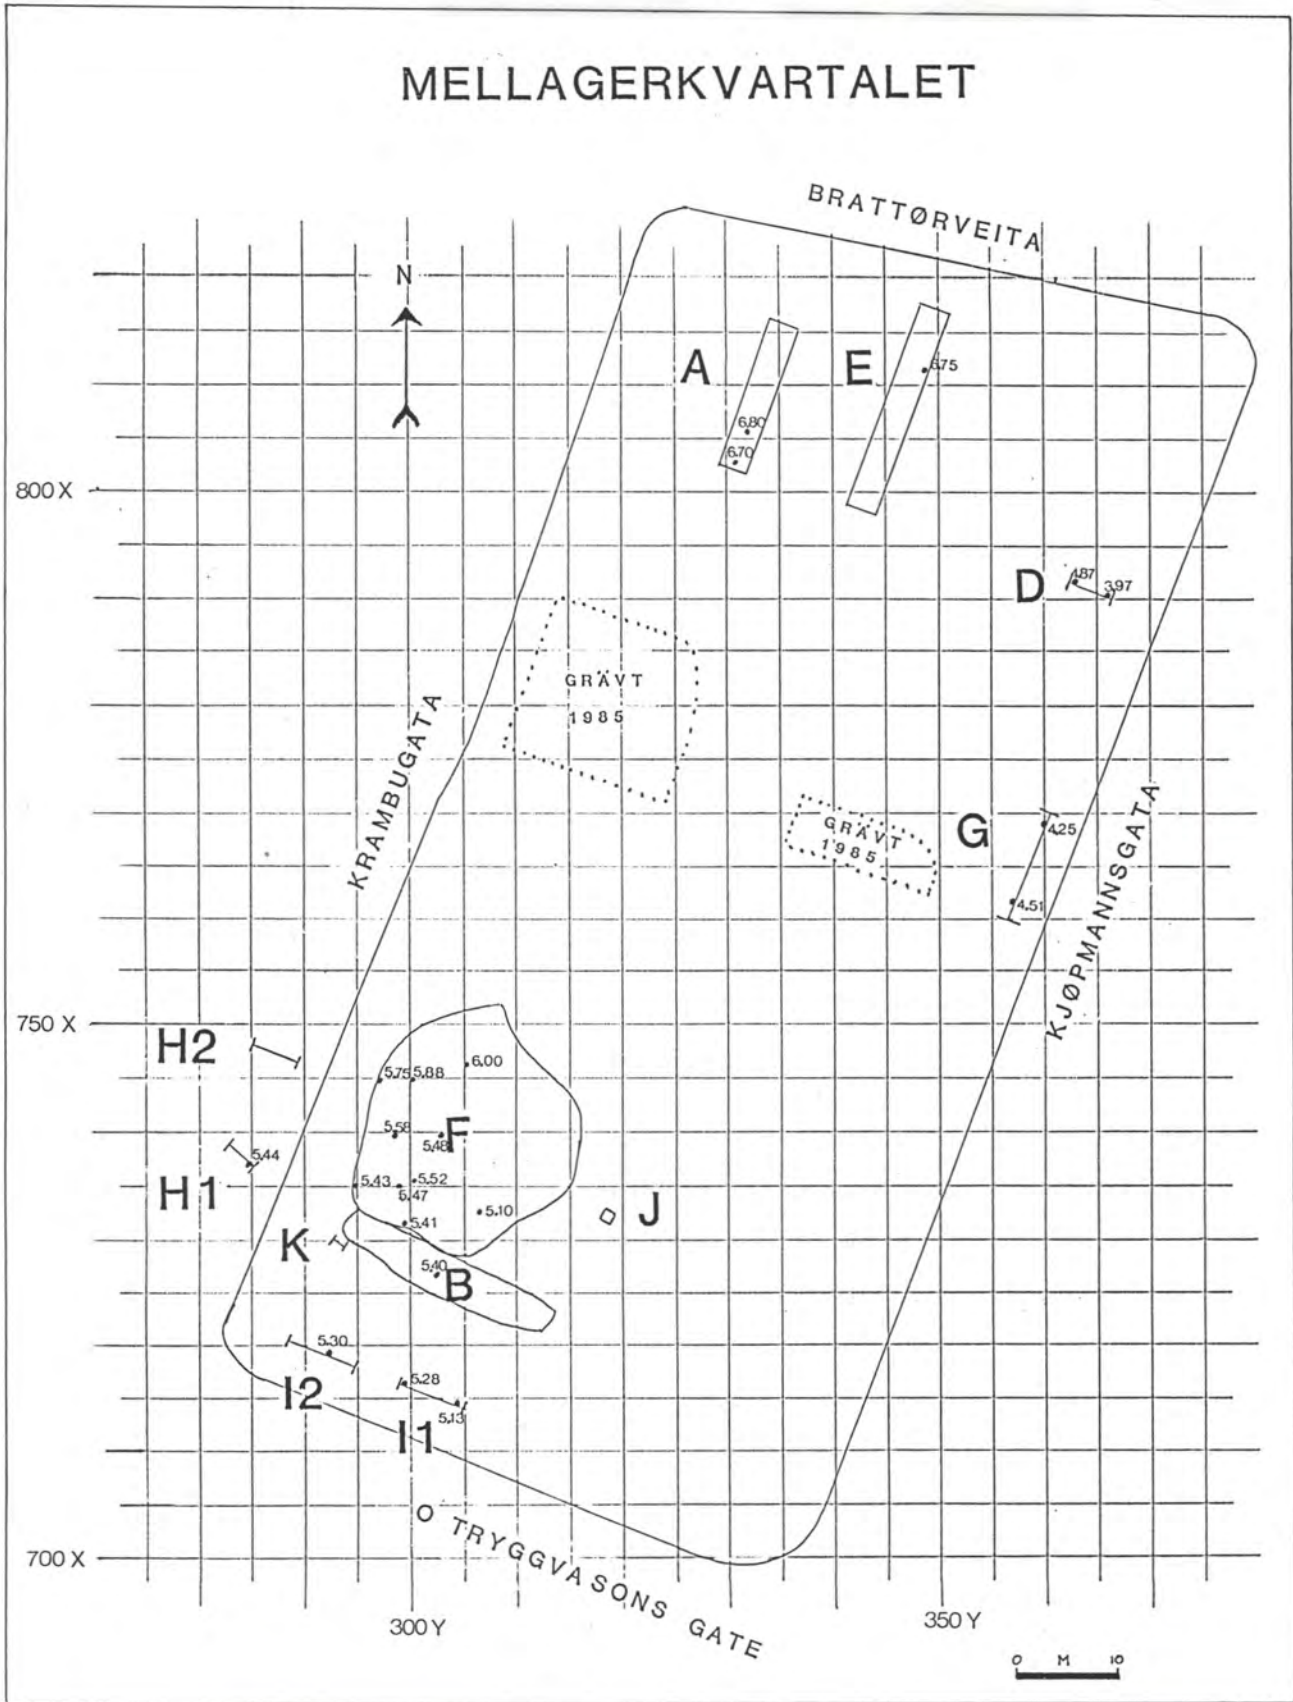 MELLAGERKVARTALET
BRATTØRVEITA
N
A
E
6.75
6.80
6.70
800 X
D
4.87
3.97
GRÅVT
1985
KRAMBUGATA
GRÅVT
1985
G
4.25
4.51
KJØPMANNSGATA
750 X
H2
6.00
5.75
5.88
5.58
F
5.48
5.44
H1
5.43
5.52
5.47
5.10
J
5.41
K
5.40
B
5.30
I2
5.28
5.13
I1
O TRYGGVASONS GATE
700 X
300 Y
350 Y
0 M 10